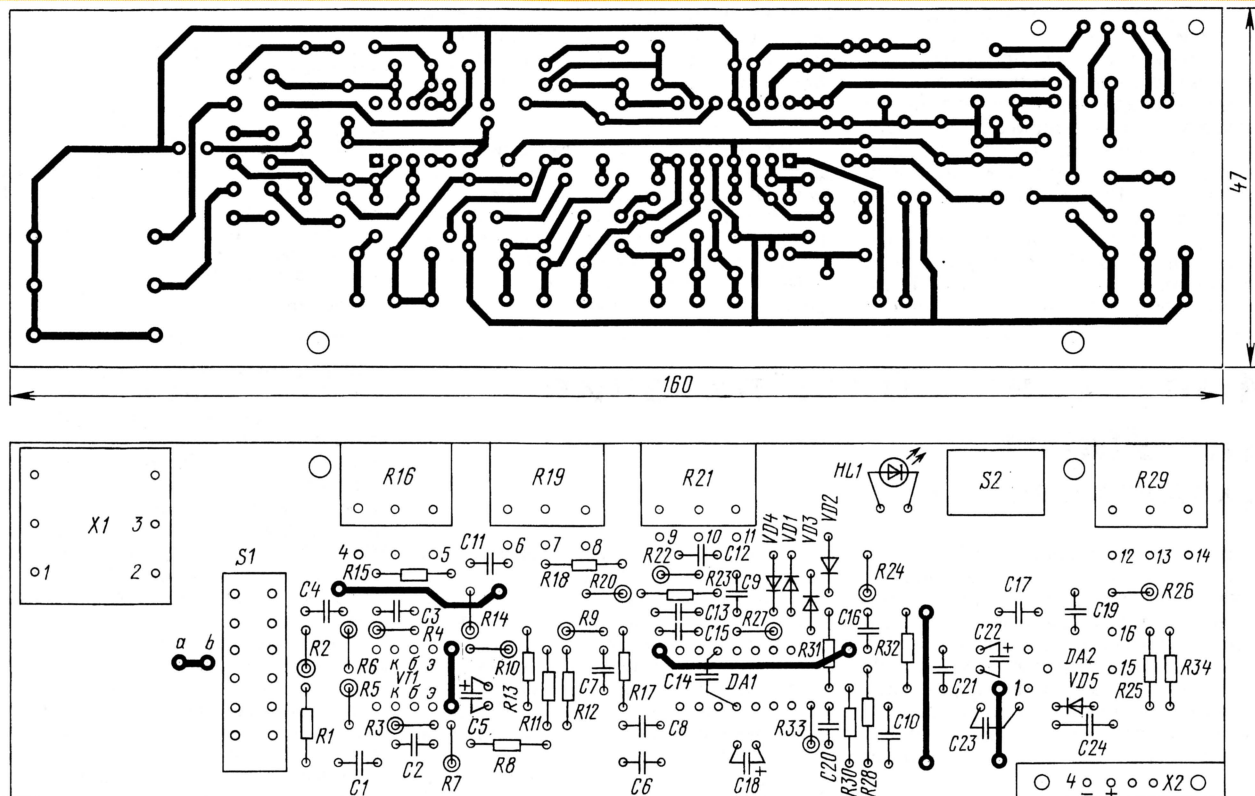 47
160
X1
3
1
2
S1
R16
R19
R21
HL1
S2
R29
VD4
VD1
VD3
VD2
4
5
C11
6
7
8
9
10
11
C12
12
13
14
R15
R18
R20
R22
R23
C9
R24
C17
C19
R26
C4
C3
R14
R9
C13
C15
R27
C16
C22
16
a
b
R2
R6
R4
к б э
VT1
к б э
R5
R10
R13
R11
R12
C7
R17
C14
DA1
R31
R32
C21
1
DA2
VD5
15
R25
R34
R1
R3
C5
+
C8
R33
C20
R30
R28
C10
C23
C24
C1
C2
R7
R8
C6
C18
+
4
–
+
X2